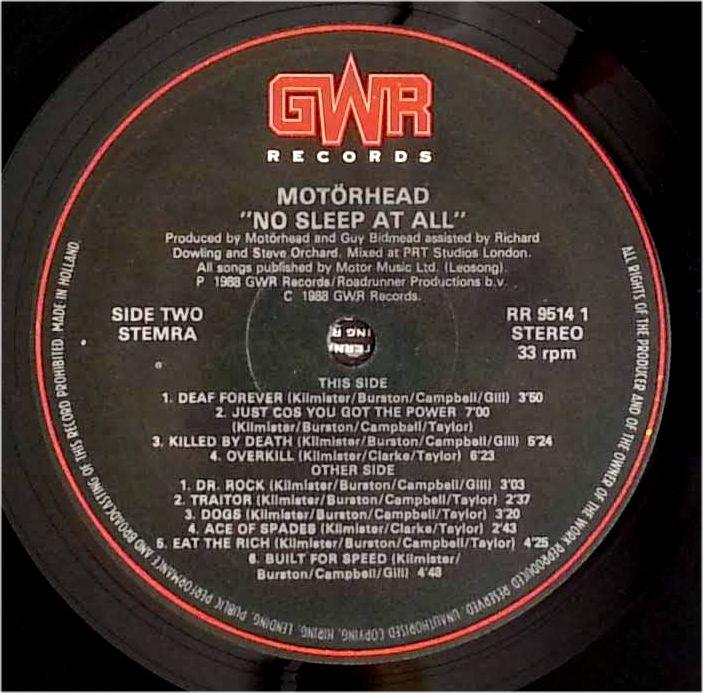 GWR
RECORDS
MOTÖRHEAD
"NO SLEEP AT ALL"
Produced by Motörhead and Guy Bidmead assisted by Richard
Dowling and Steve Orchard. Mixed at PRT Studios London.
All songs published by Motor Music Ltd. (Leosong).
P 1988 GWR Records/Roadrunner Productions b.v.
C 1988 GWR Records.
SIDE TWO
STEMRA
RR 9514 1
STEREO
33 rpm
THIS SIDE
1. DEAF FOREVER (Kilmister/Burston/Campbell/Gill) 3'50
2. JUST COS YOU GOT THE POWER 7'00
(Kilmister/Burston/Campbell/Taylor)
3. KILLED BY DEATH (Kilmister/Burston/Campbell/Gill) 5'24
4. OVERKILL (Kilmister/Clarke/Taylor) 6'23
OTHER SIDE
1. DR. ROCK (Kilmister/Burston/Campbell/Gill) 3'03
2. TRAITOR (Kilmister/Burston/Campbell/Taylor) 2'37
3. DOGS (Kilmister/Burston/Campbell/Taylor) 3'20
4. ACE OF SPADES (Kilmister/Clarke/Taylor) 2'43
5. EAT THE RICH (Kilmister/Burston/Campbell/Taylor) 4'25
6. BUILT FOR SPEED (Kilmister/
Burston/Campbell/Gill) 4'48
ALL RIGHTS OF THE PRODUCER AND OF THE OWNER OF THE WORK REPRODUCED RESERVED. UNAUTHORISED COPYING, HIRING, LENDING, PUBLIC PERFORMANCE AND BROADCASTING OF THIS RECORD PROHIBITED. MADE IN HOLLAND.